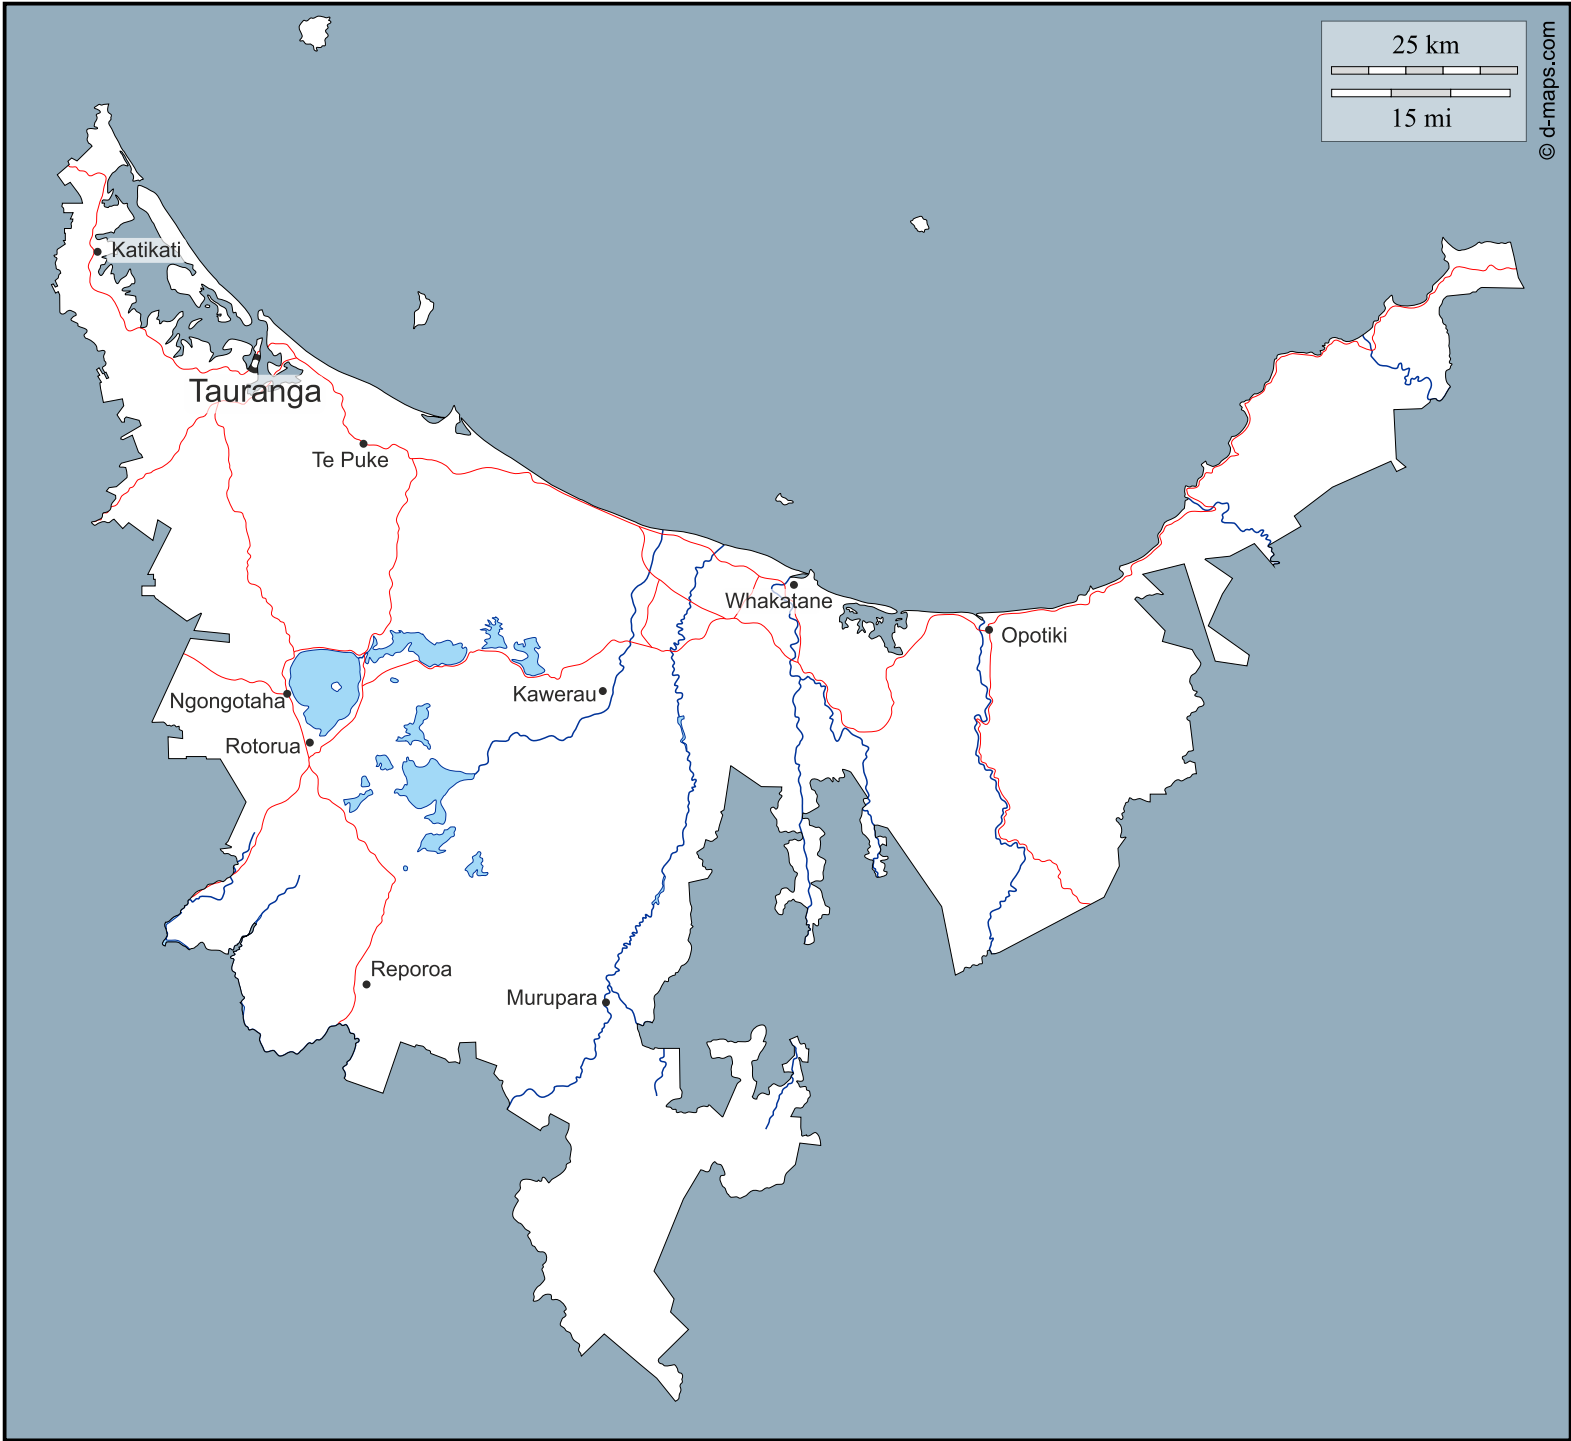 25 km
15 mi
© d-maps.com
Katikati
Tauranga
Te Puke
Whakatane
Opotiki
Ngongotaha
Kawerau
Rotorua
Reporoa
Murupara